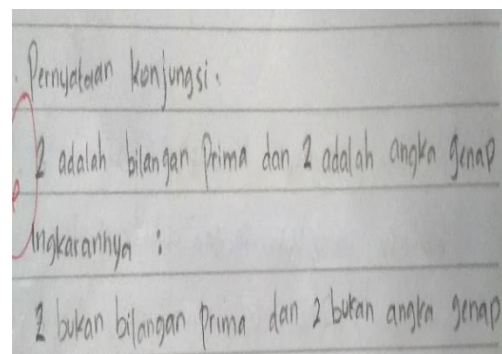 Pernyataan konjungsi.
2 adalah bilangan Prima dan 2 adalah angka genap
Ingkarannya :
2 bukan bilangan Prima dan 2 bukan angka genap